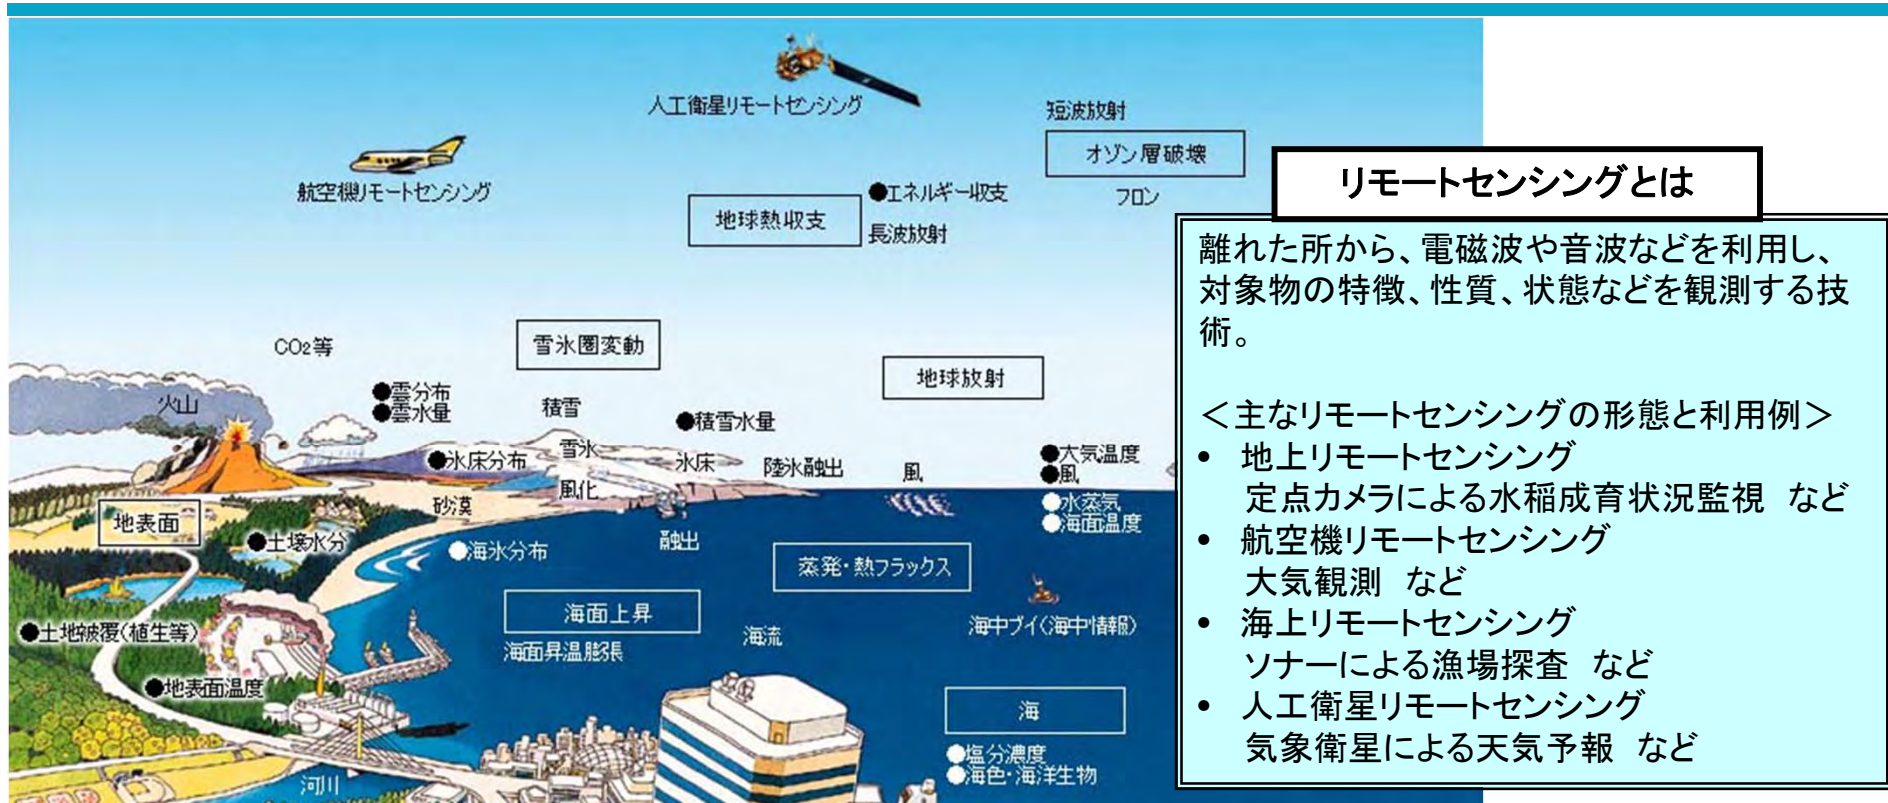 人工衛星リモートセンシング
短波放射
オゾン層破壊
フロン
航空機リモートセンシング
●エネルギー収支
地球熱収支
長波放射
CO2等
雪氷圏変動
地球放射
火山
●雲分布
●雲水量
積雪
●積雪水量
●氷床分布
雪氷
氷床
陸氷融出
風
●大気温度
●風
風化
砂漠
●水蒸気
●海面温度
地表面
●土壌水分
●海氷分布
融出
蒸発・熱フラックス
海面上昇
海中ブイ(海中情報)
●土地被覆(植生等)
海面昇温膨張
海流
●地表面温度
海
●塩分濃度
●海色・海洋生物
河川
リモートセンシングとは
離れた所から、電磁波や音波などを利用し、
対象物の特徴、性質、状態などを観測する技
術。
<主なリモートセンシングの形態と利用例>
• 地上リモートセンシング
定点カメラによる水稲成育状況監視 など
• 航空機リモートセンシング
大気観測 など
• 海上リモートセンシング
ソナーによる漁場探査 など
• 人工衛星リモートセンシング
気象衛星による天気予報 など